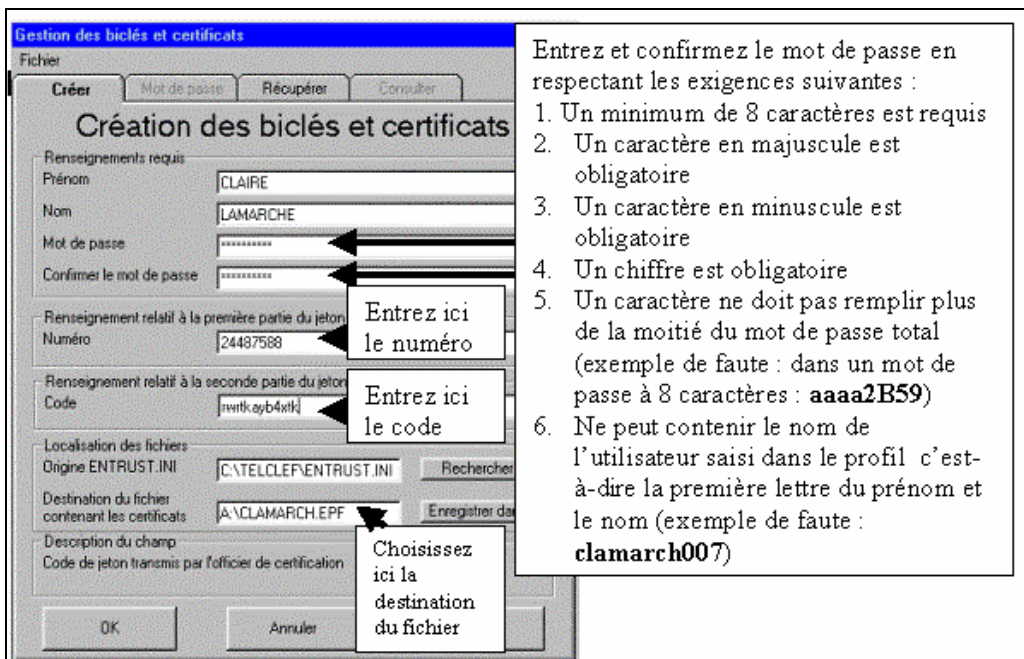 Gestion des biclés et certificats
Fichier
Créer
Mot de passe
Récupérer
Consulter
Création des biclés et certificats
Renseignements requis
Prénom
CLAIRE
Nom
LAMARCHE
Mot de passe
**********
Confirmer le mot de passe
**********
Renseignement relatif à la première partie du jeton
Numéro
24487588
Entrez ici
le numéro
Renseignement relatif à la seconde partie du jeton
Code
Entrez ici
le code
Localisation des fichiers
Origine ENTRUST.INI
C:\TELCLEF\ENTRUST.INI
Rechercher
Destination du fichier
contenant les certificats
A:\CLAMARCH.EPF
Enregistrer
Description du champ
Code de jeton transmis par l'officier de certification
Choisissez
ici la
destination
du fichier
OK
Annuler
Entrez et confirmez le mot de passe en
respectant les exigences suivantes :
1. Un minimum de 8 caractères est requis
2. Un caractère en majuscule est
obligatoire
3. Un caractère en minuscule est
obligatoire
4. Un chiffre est obligatoire
5. Un caractère ne doit pas remplir plus
de la moitié du mot de passe total
(exemple de faute : dans un mot de
passe à 8 caractères : aaaa2B59)
6. Ne peut contenir le nom de
l'utilisateur saisi dans le profil c'est-
à-dire la première lettre du prénom et
le nom (exemple de faute :
clamarch007)